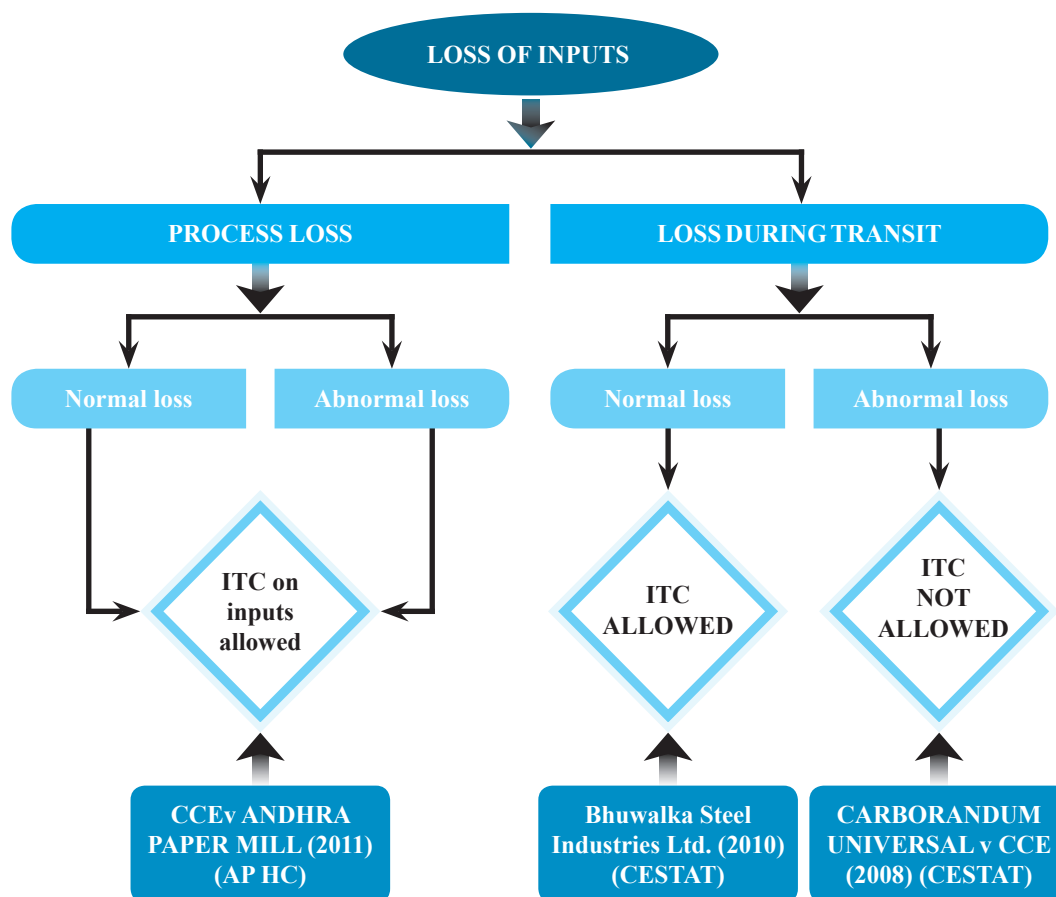 LOSS OF INPUTS
PROCESS LOSS
LOSS DURING TRANSIT
Normal loss
Abnormal loss
Normal loss
Abnormal loss
ITC on
inputs
allowed
ITC
ALLOWED
ITC
NOT
ALLOWED
CCEv ANDHRA
PAPER MILL (2011)
(AP HC)
Bhuwalka Steel
Industries Ltd. (2010)
(CESTAT)
CARBORANDUM
UNIVERSAL v CCE
(2008) (CESTAT)